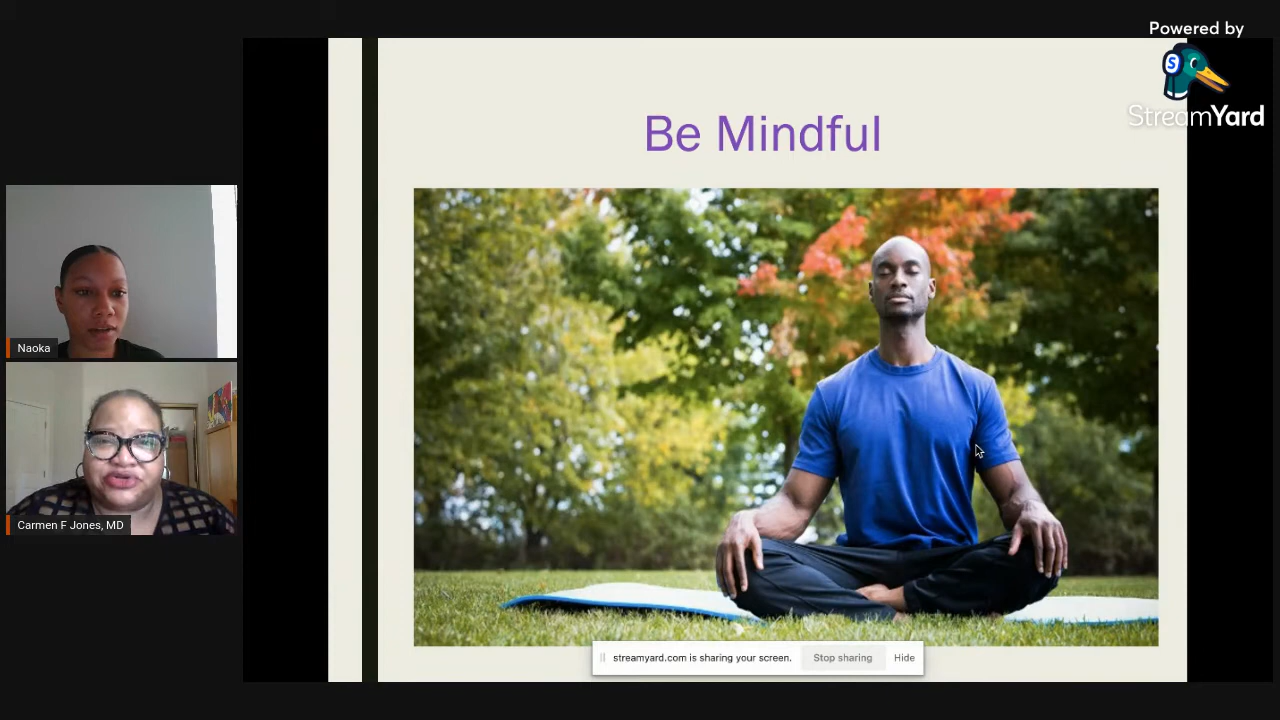 Powered by
StreamYard
Be Mindful
Naoka
Carmen F Jones, MD
streamyard.com is sharing your screen.
Stop sharing
Hide